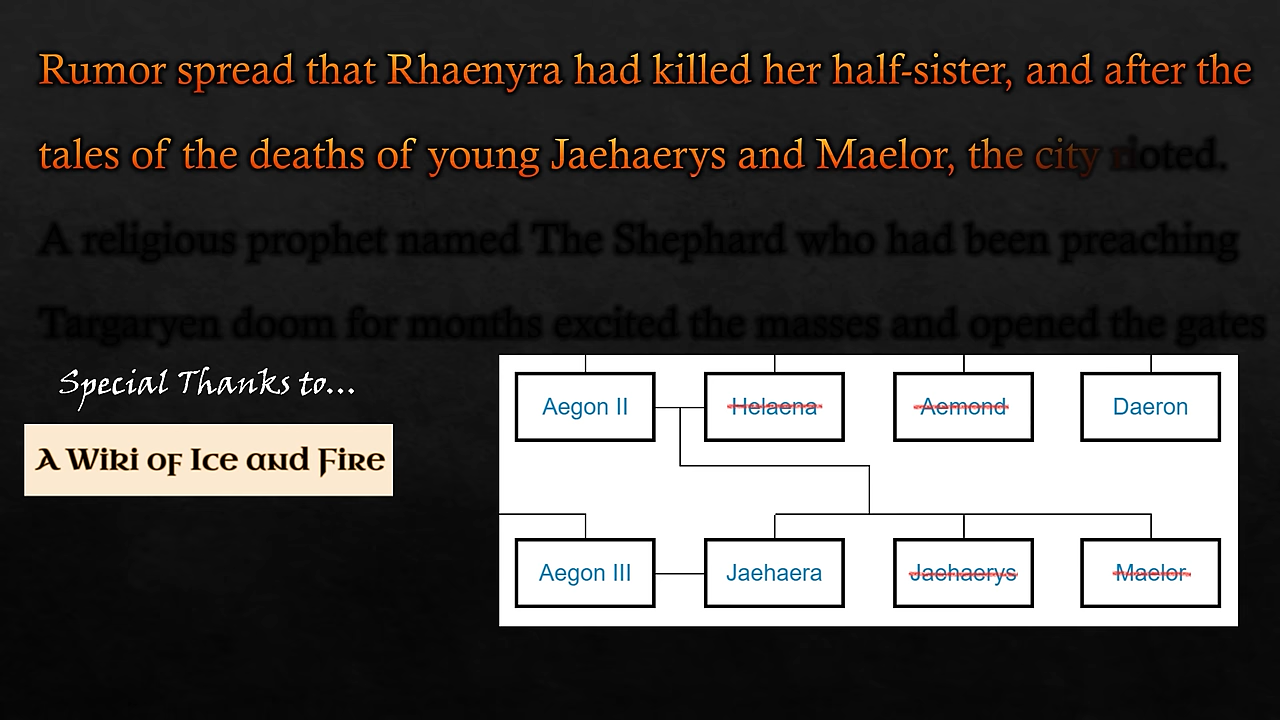 Rumor spread that Rhaenyra had killed her half-sister, and after the
tales of the deaths of young Jaehaerys and Maelor, the city rioted.
A religious prophet named The Shephard who had been preaching
Targaryen doom for months excited the masses and opened the gates
Special Thanks to...
A Wiki of Ice and Fire
Aegon II Helaena Aemond Daeron
Aegon III Jaehaera Jaehaerys Maelor